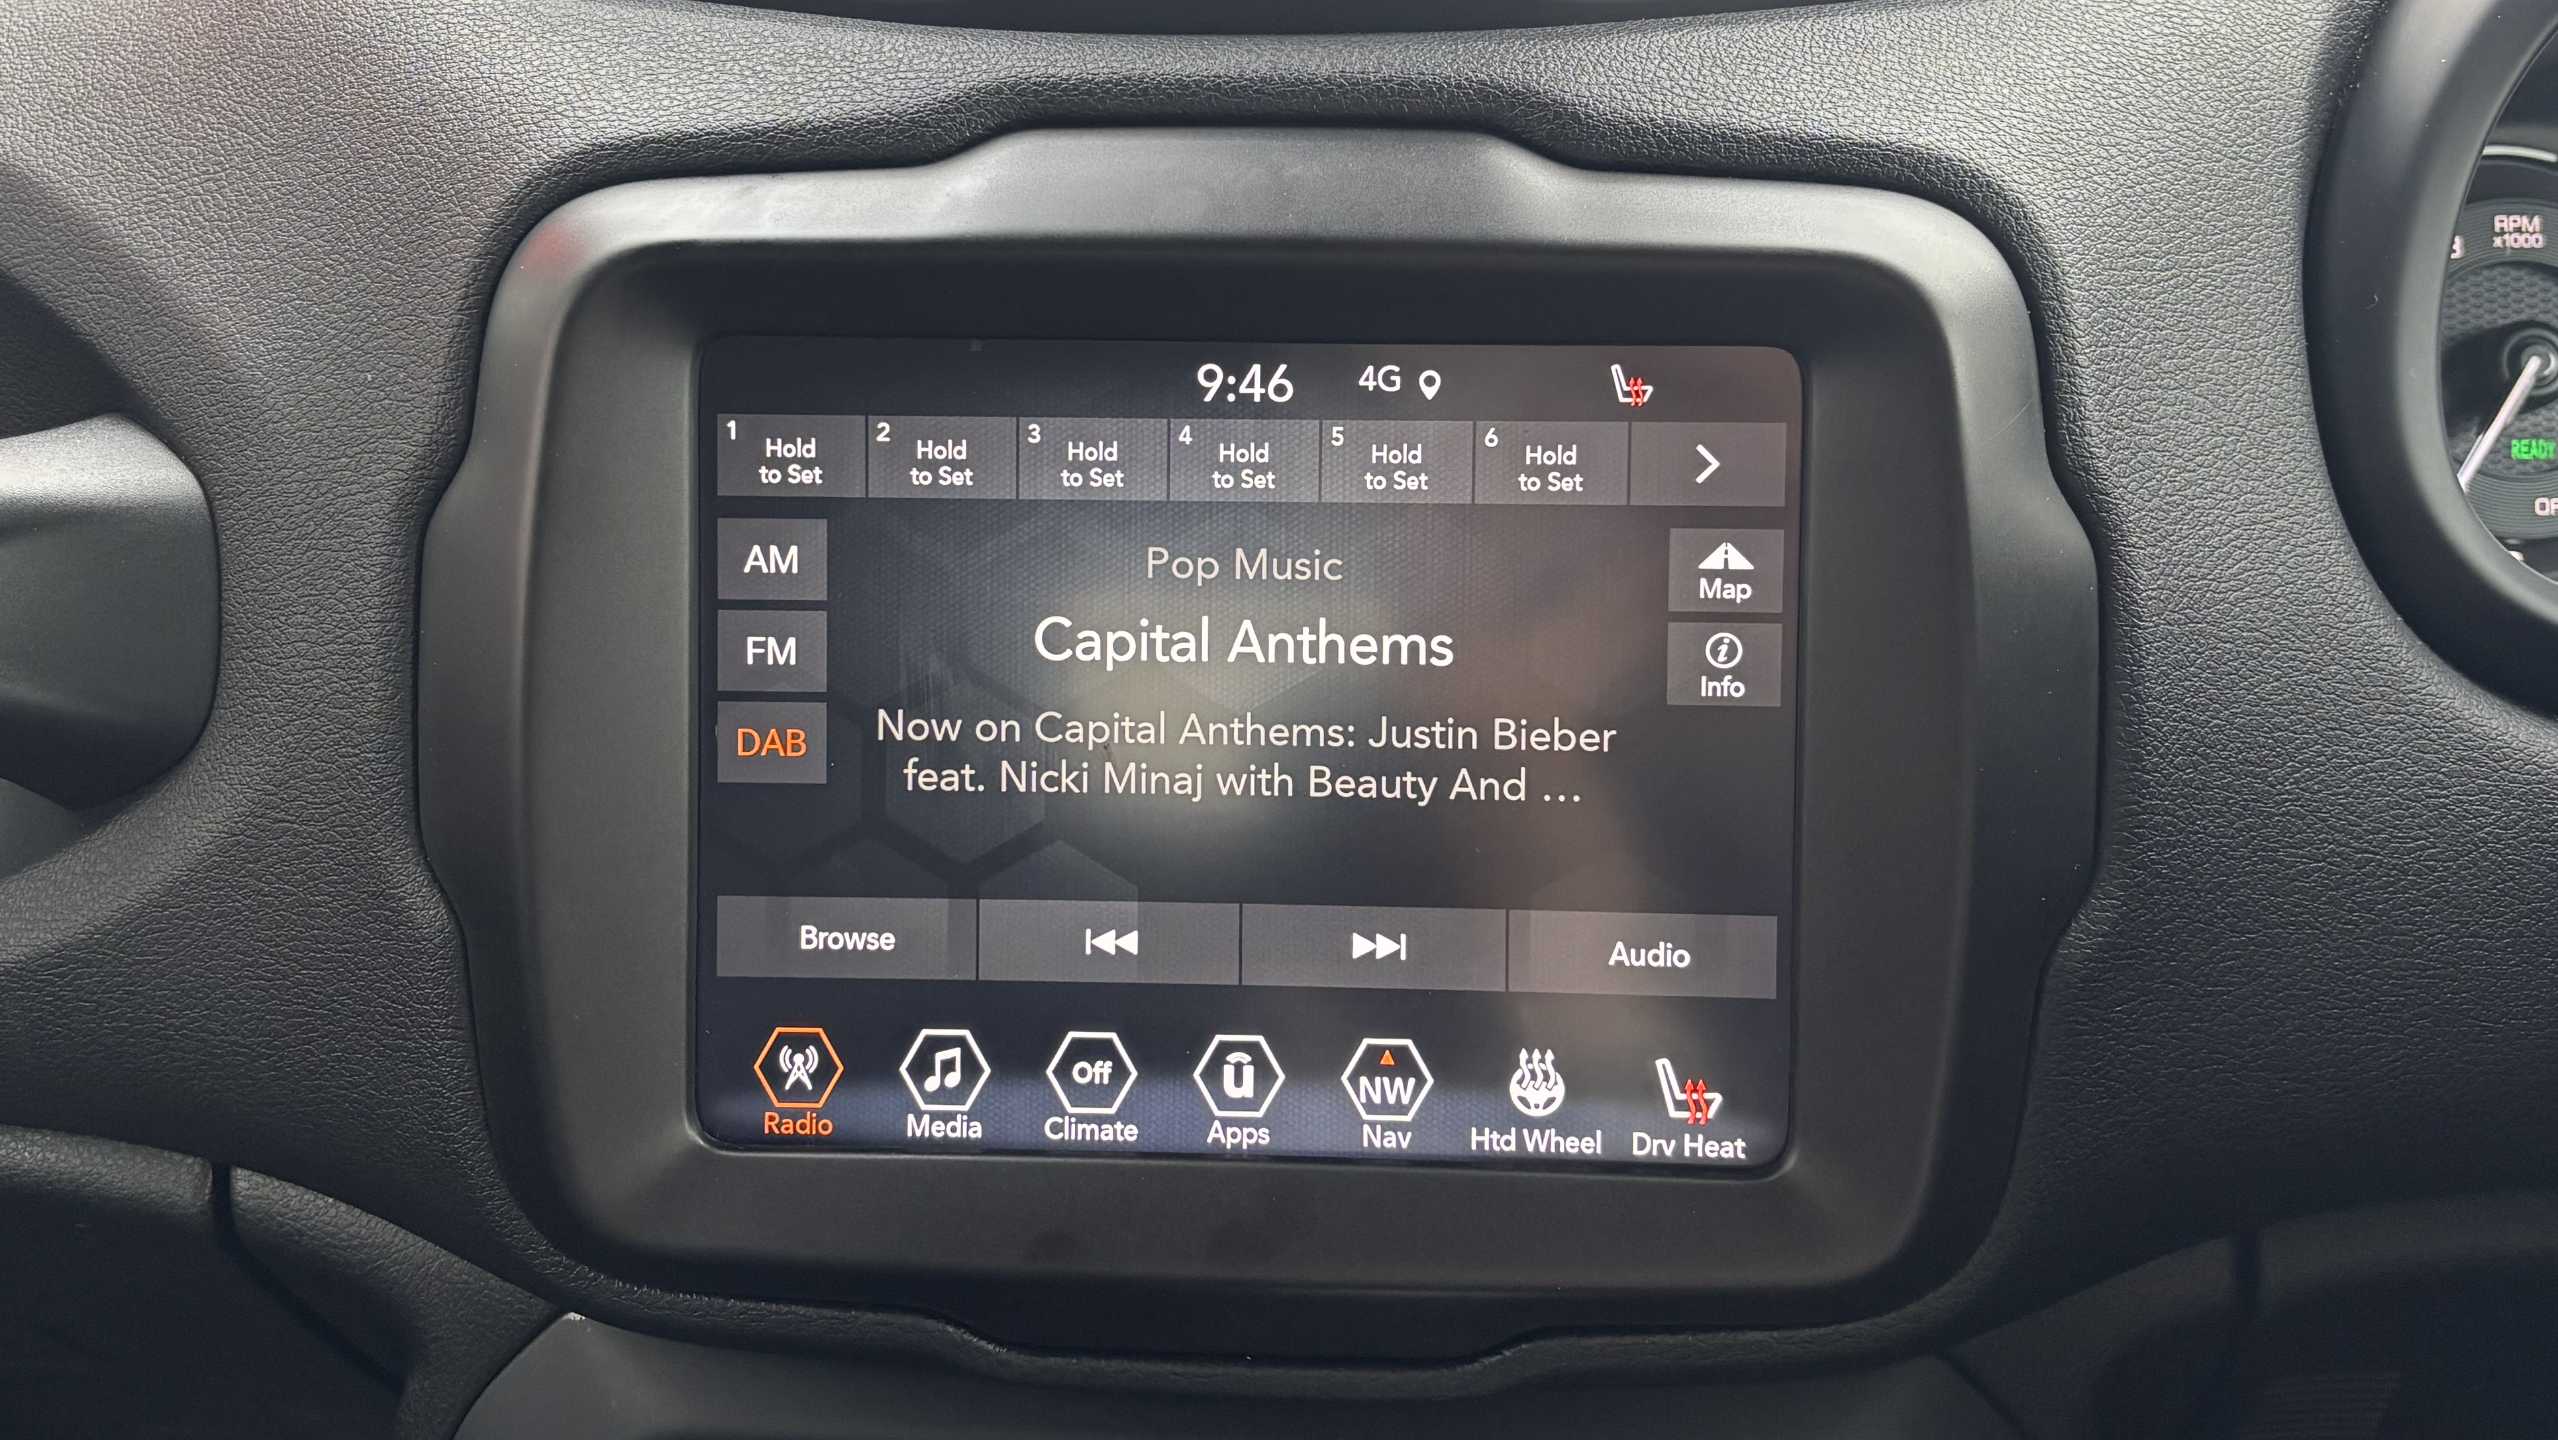 9:46 4G
1 2 3 4 5 6
Hold Hold Hold Hold Hold Hold
to Set to Set to Set to Set to Set to Set
AM
FM
DAB
Pop Music
Capital Anthems
Now on Capital Anthems: Justin Bieber
feat. Nicki Minaj with Beauty And ...
Map
Info
Browse Audio
Off u NW
Radio Media Climate Apps Nav Htd Wheel Drv Heat
RPM
x1000
READY